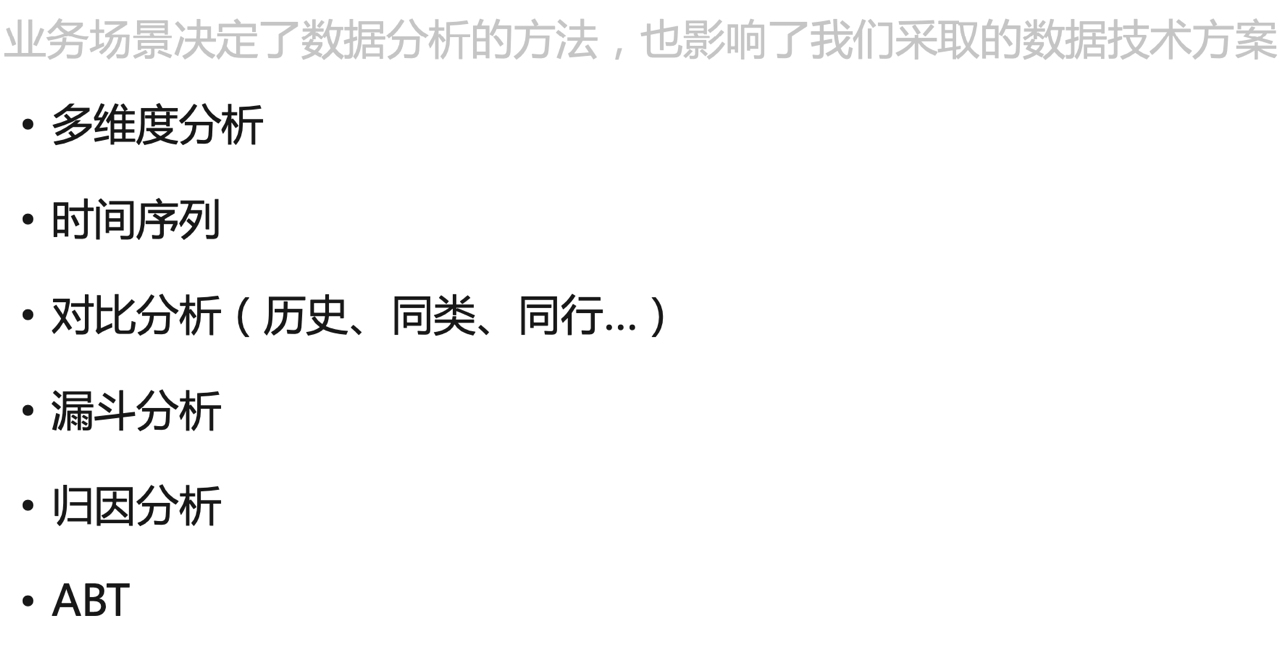 业务场景决定了数据分析的方法，也影响了我们采取的数据技术方案
• 多维度分析
• 时间序列
• 对比分析（历史、同类、同行...）
• 漏斗分析
• 归因分析
• ABT